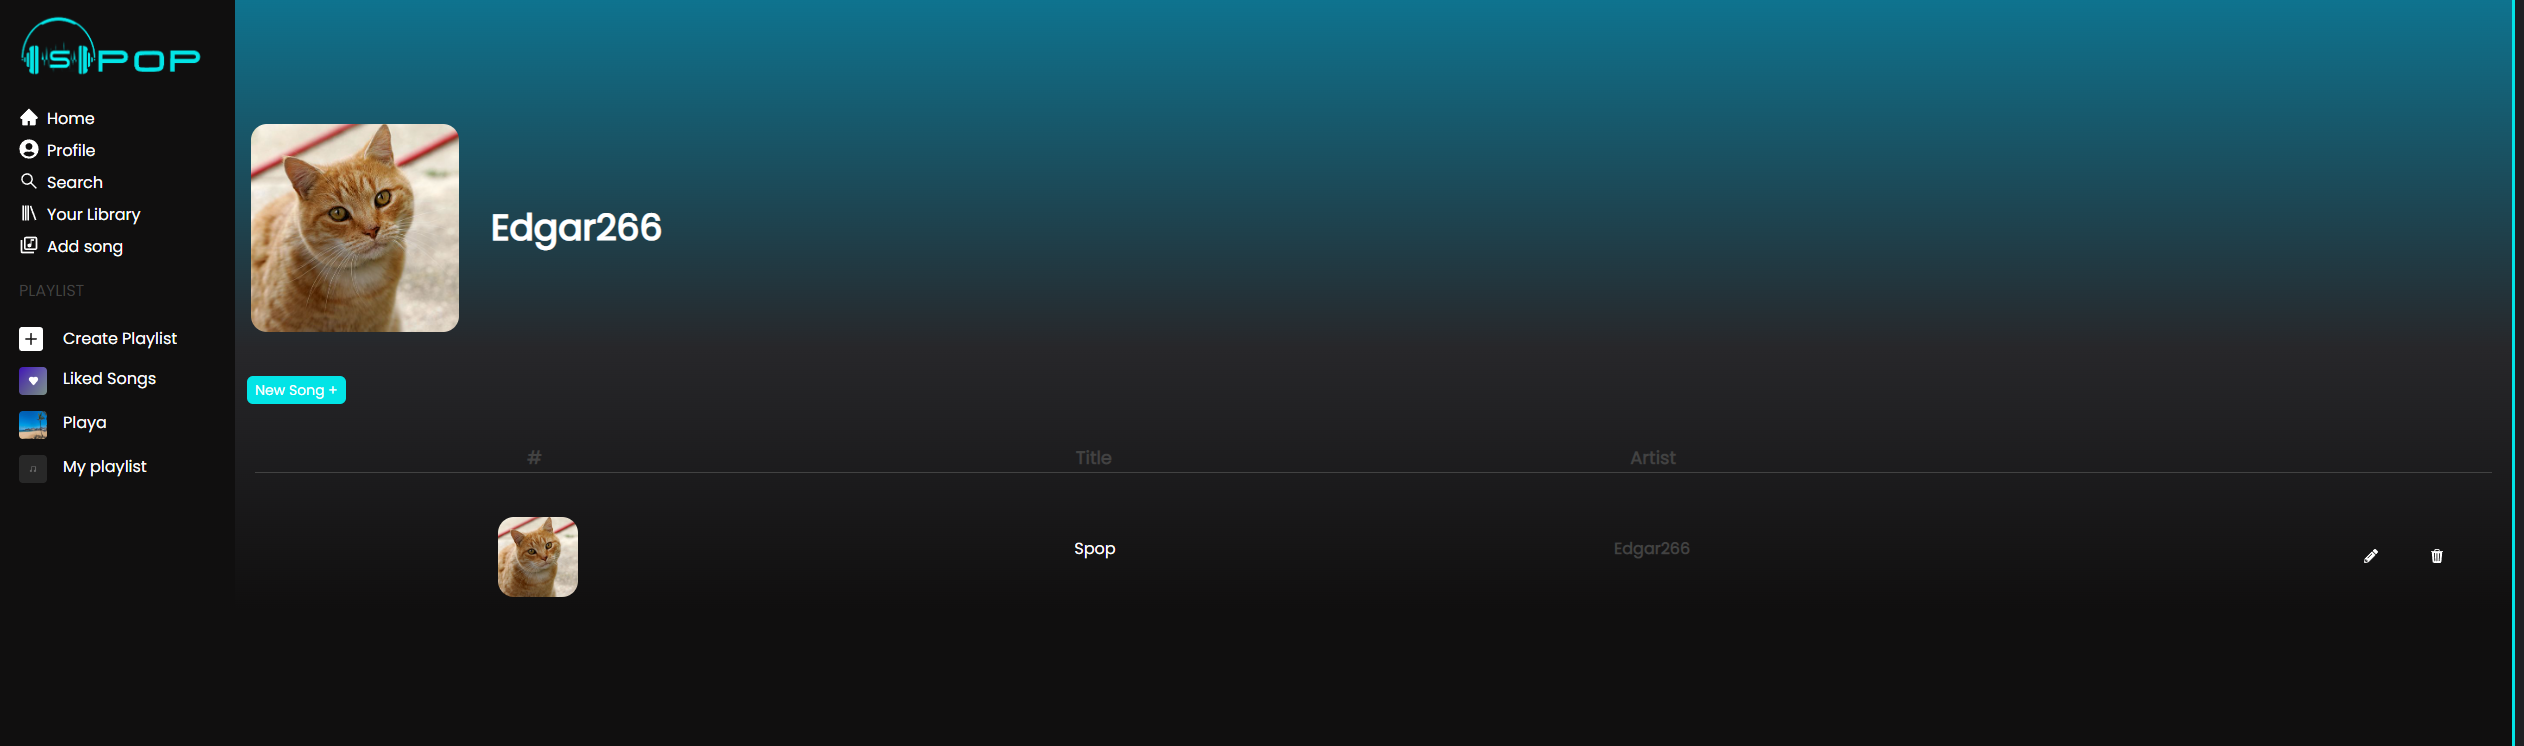 SPOP
Home
Profile
Search
Your Library
Add song
PLAYLIST
Create Playlist
Liked Songs
Playa
My playlist
Edgar266
New Song +
# Title Artist
Spop Edgar266